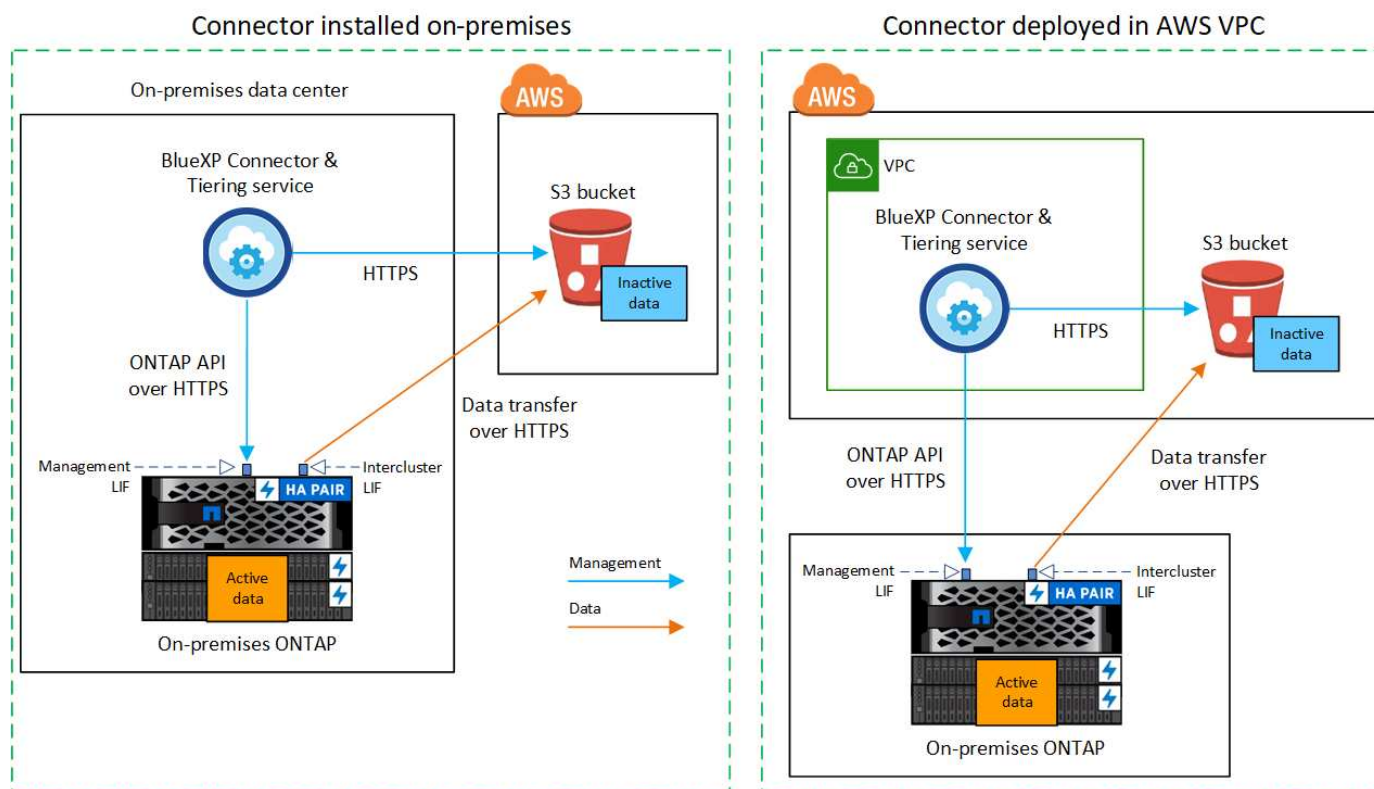 Connector installed on-premises
On-premises data center
AWS
BlueXP Connector &
Tiering service
S3 bucket
HTTPS
Inactive
data
ONTAP API
over HTTPS
Data transfer
over HTTPS
Management
LIF
Intercluster
LIF
HA PAIR
Active
data
On-premises ONTAP
Management
Data
Connector deployed in AWS VPC
AWS
VPC
BlueXP Connector &
Tiering service
S3 bucket
HTTPS
Inactive
data
ONTAP API
over HTTPS
Data transfer
over HTTPS
Management
LIF
Intercluster
LIF
HA PAIR
Active
data
On-premises ONTAP